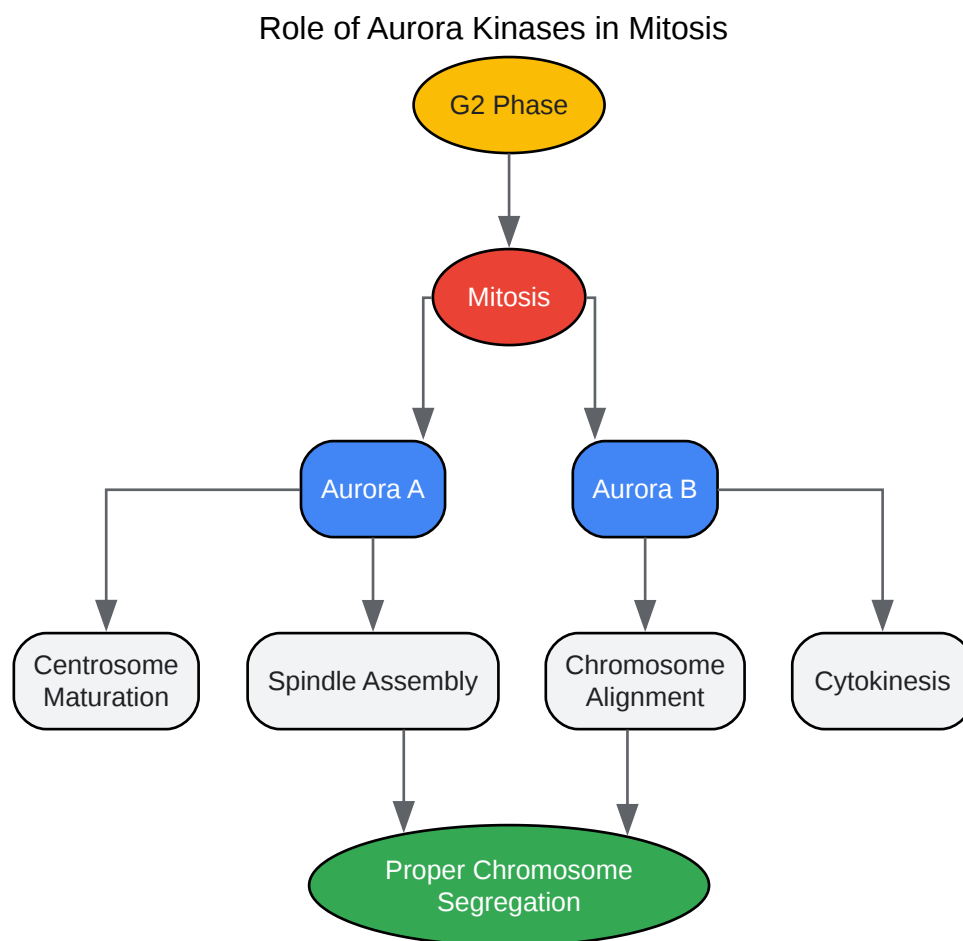 Role of Aurora Kinases in Mitosis
G2 Phase
Mitosis
Aurora A
Aurora B
Centrosome
Maturation
Spindle Assembly
Chromosome
Alignment
Cytokinesis
Proper Chromosome
Segregation